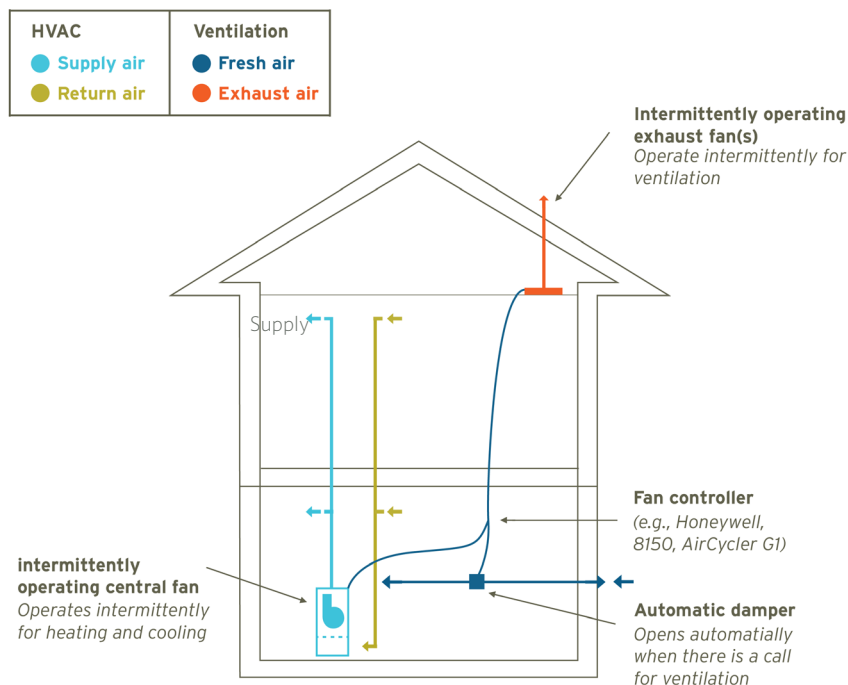 HVAC
Supply air
Return air
Ventilation
Fresh air
Exhaust air
Intermittently operating
exhaust fan(s)
Operate intermittently for
ventilation
Supply
Fan controller
(e.g., Honeywell,
8150, AirCycler G1)
intermittently
operating central fan
Operates intermittently
for heating and cooling
Automatic damper
Opens automatially
when there is a call
for ventilation